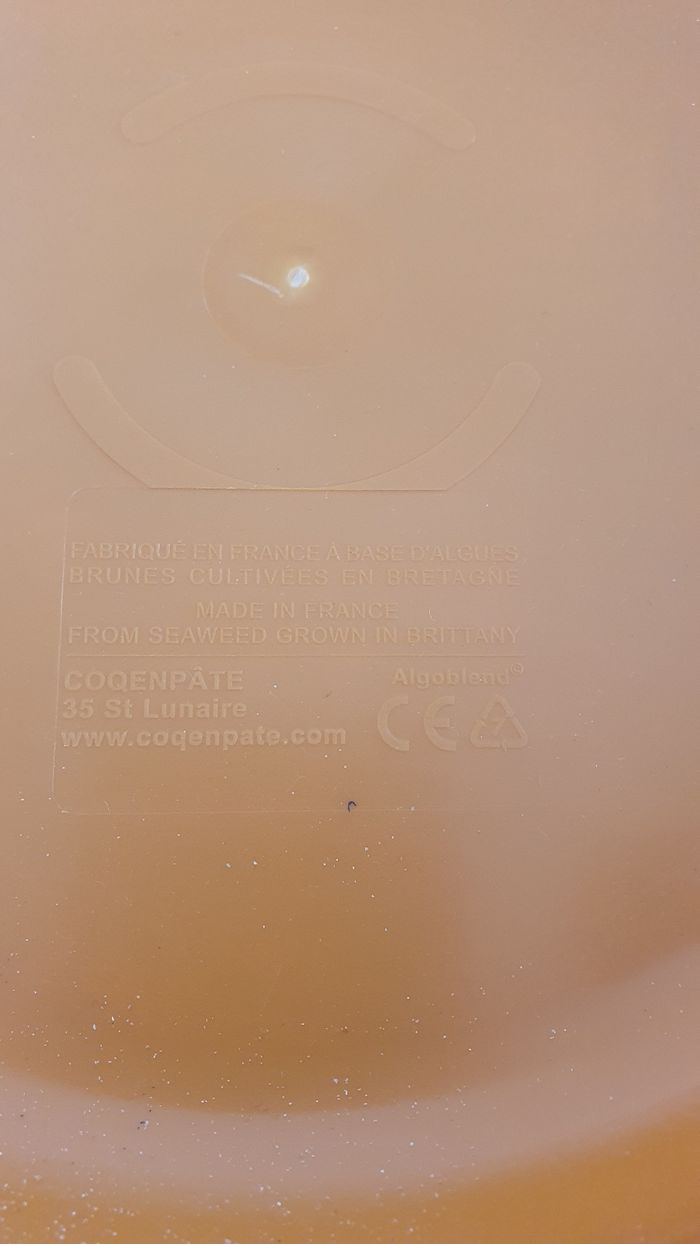 FABRIQUÉ EN FRANCE À BASE D'ALGUES
BRUNES CULTIVÉES EN BRETAGNE
MADE IN FRANCE
FROM SEAWEED GROWN IN BRITTANY
COQENPÂTE
35 St Lunaire
www.coqenpate.com
Algoblend©
CE